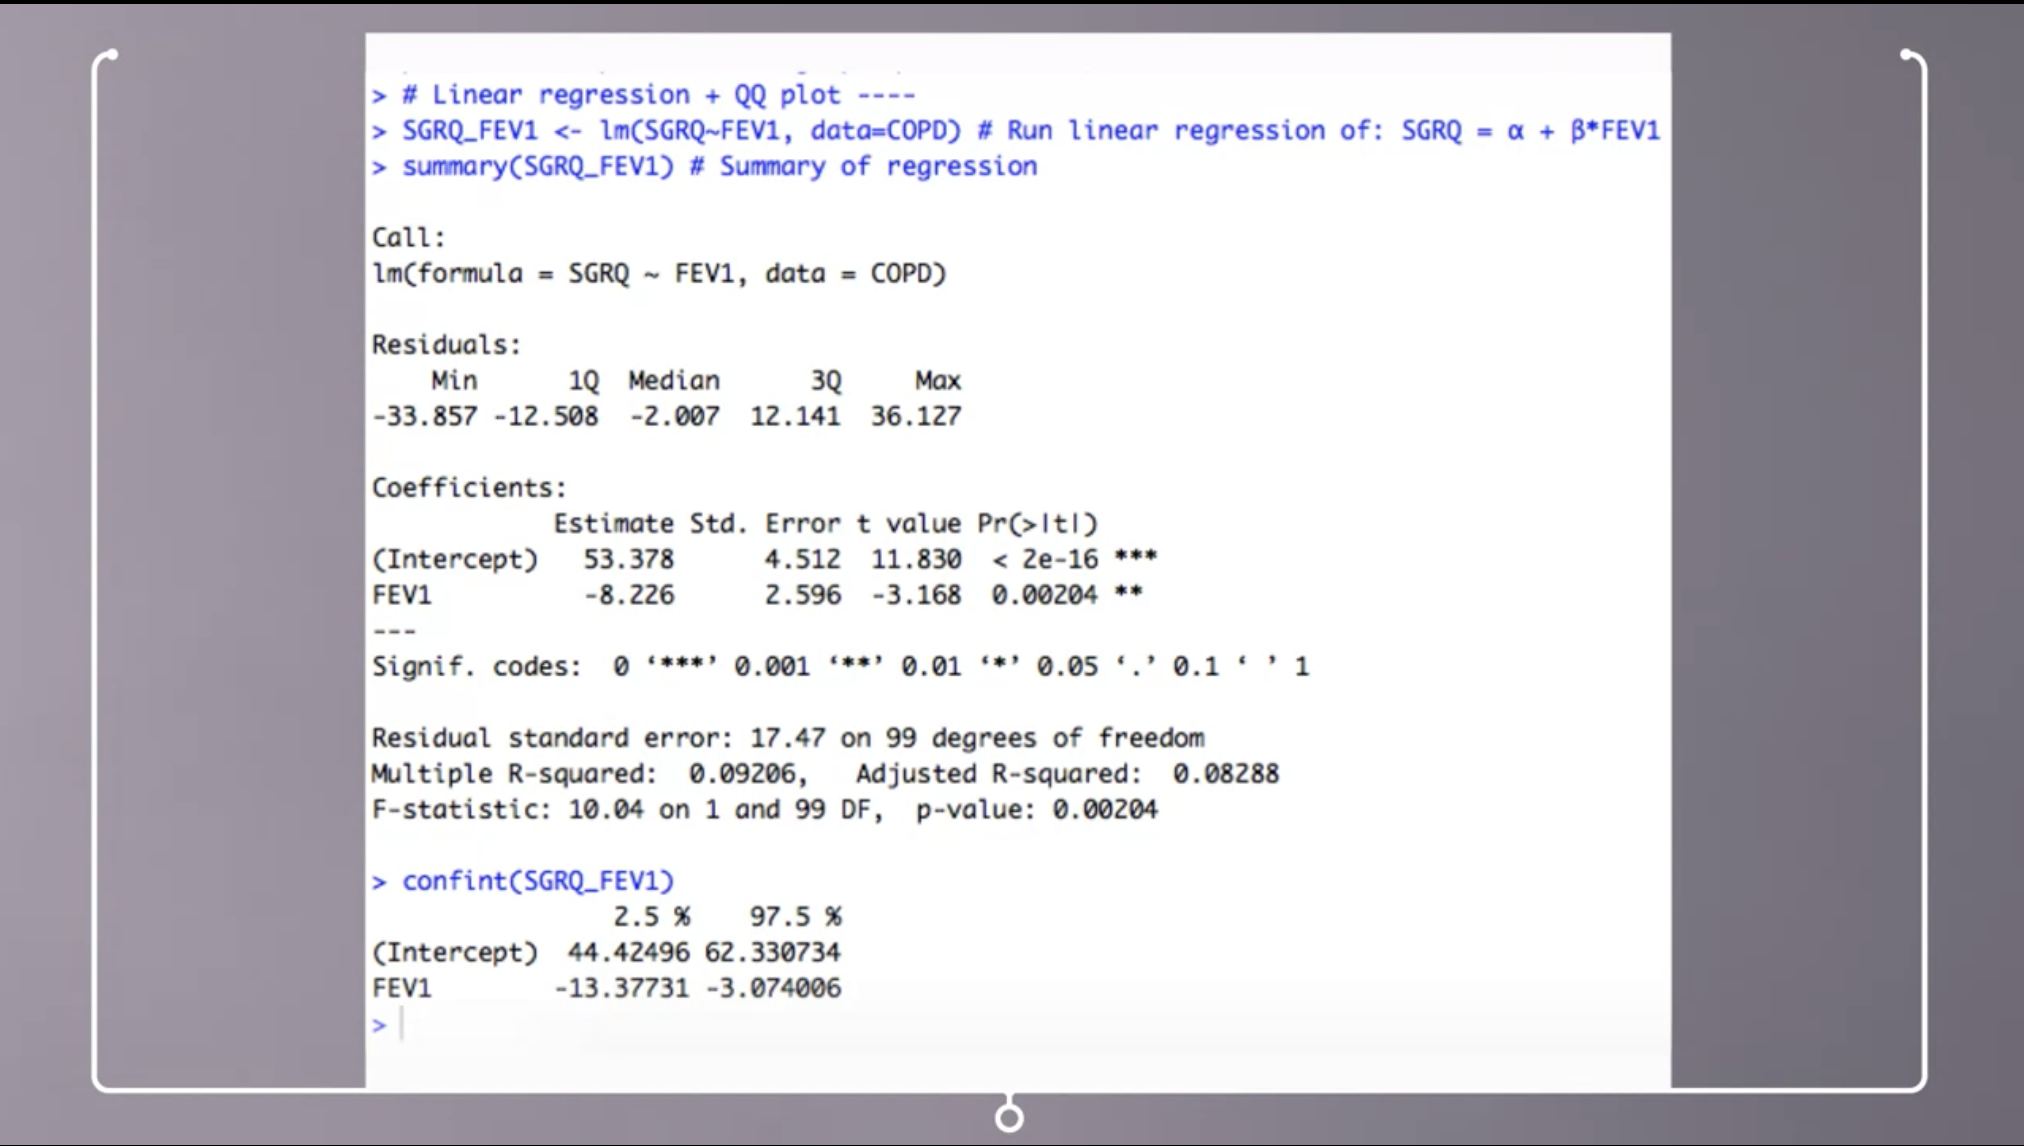 > # Linear regression + QQ plot ----
> SGRQ_FEV1 <- lm(SGRQ~FEV1, data=COPD) # Run linear regression of: SGRQ = α + β*FEV1
> summary(SGRQ_FEV1) # Summary of regression
Call:
lm(formula = SGRQ ~ FEV1, data = COPD)
Residuals:
Min 1Q Median 3Q Max
-33.857 -12.508 -2.007 12.141 36.127
Coefficients:
Estimate Std. Error t value Pr(>|t|)
(Intercept) 53.378 4.512 11.830 < 2e-16 ***
FEV1 -8.226 2.596 -3.168 0.00204 **
---
Signif. codes: 0 ‘***’ 0.001 ‘**’ 0.01 ‘*’ 0.05 ‘.’ 0.1 ‘ ’ 1
Residual standard error: 17.47 on 99 degrees of freedom
Multiple R-squared: 0.09206, Adjusted R-squared: 0.08288
F-statistic: 10.04 on 1 and 99 DF, p-value: 0.00204
> confint(SGRQ_FEV1)
2.5 % 97.5 %
(Intercept) 44.42496 62.330734
FEV1 -13.37731 -3.074006
>